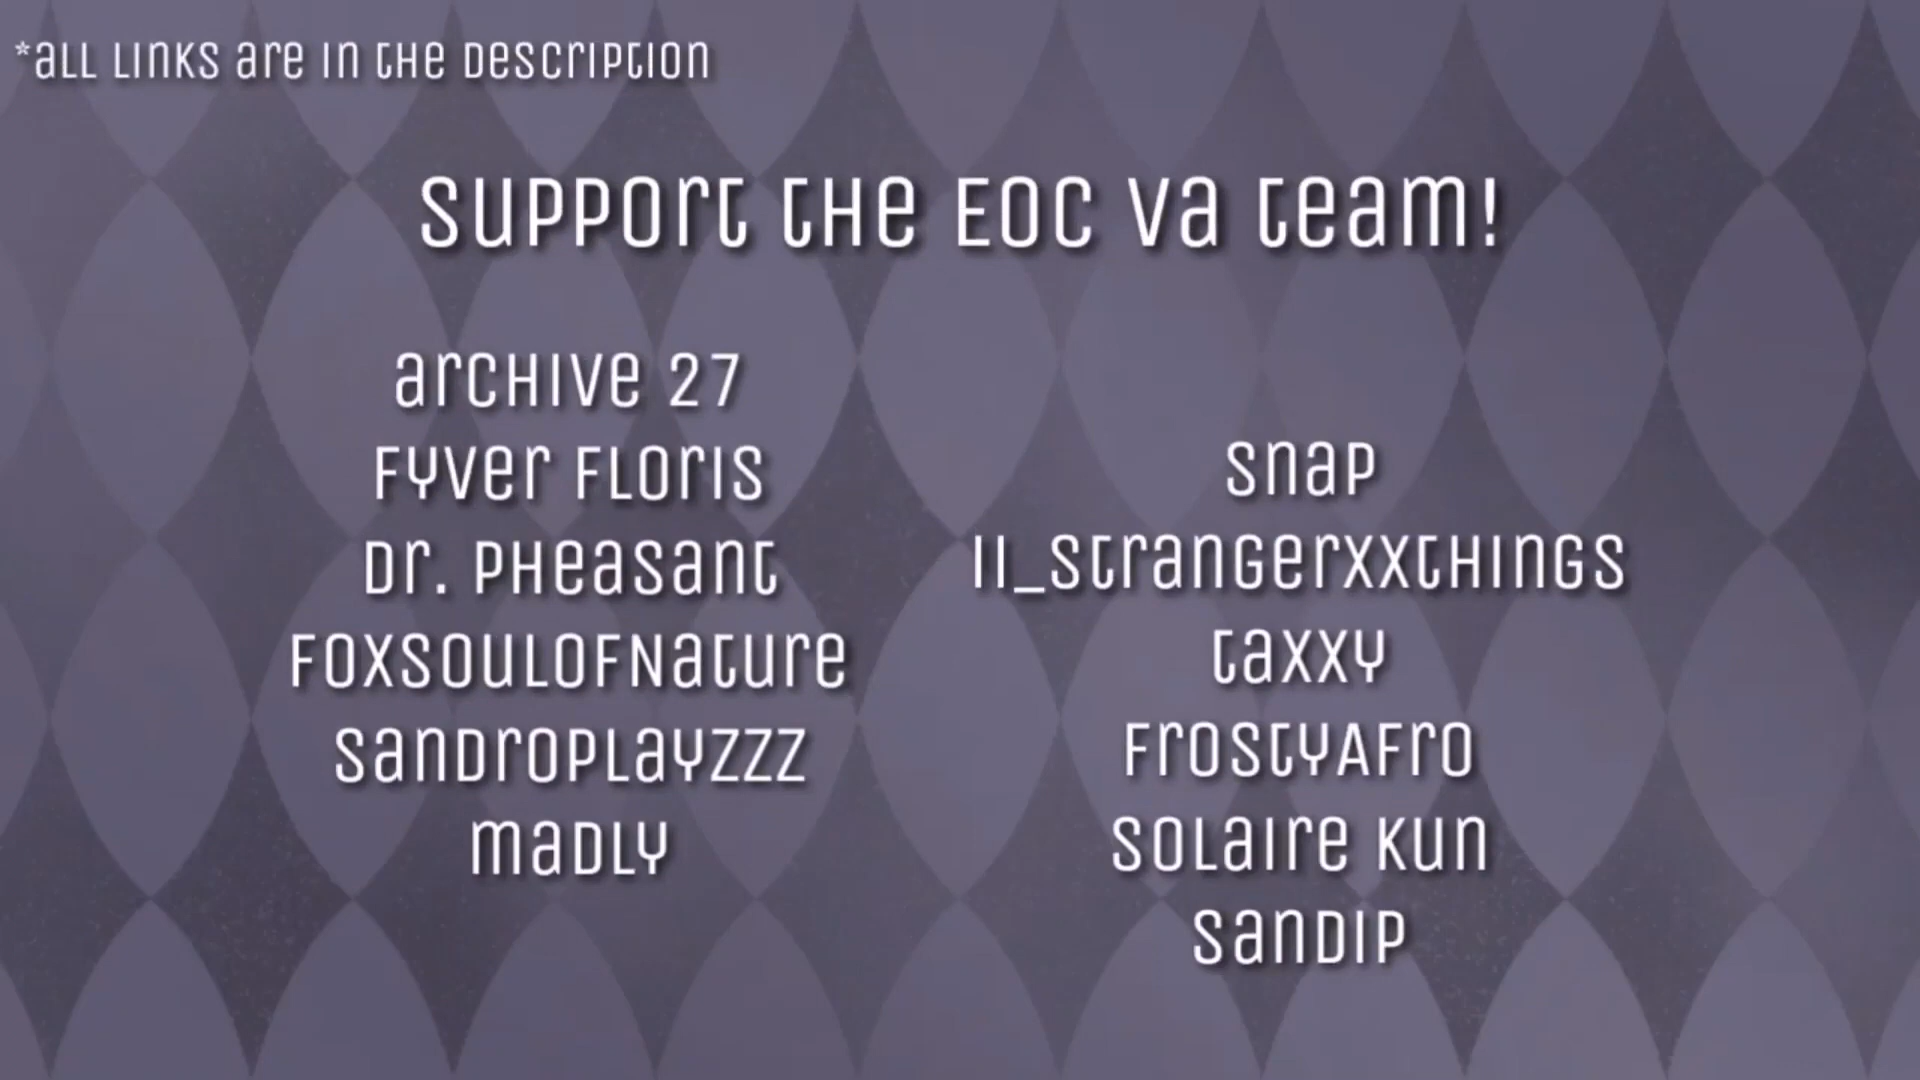 *all links are in the description
Support the EOC VA team!
Archive 27
Fyver Floris
Dr. Pheasant
FoxSoulOfNature
SandroPlayzzz
Madly
Snap
II_StrangerxXThings
Taxxy
FrostyAfro
Solaire Kun
Sandip